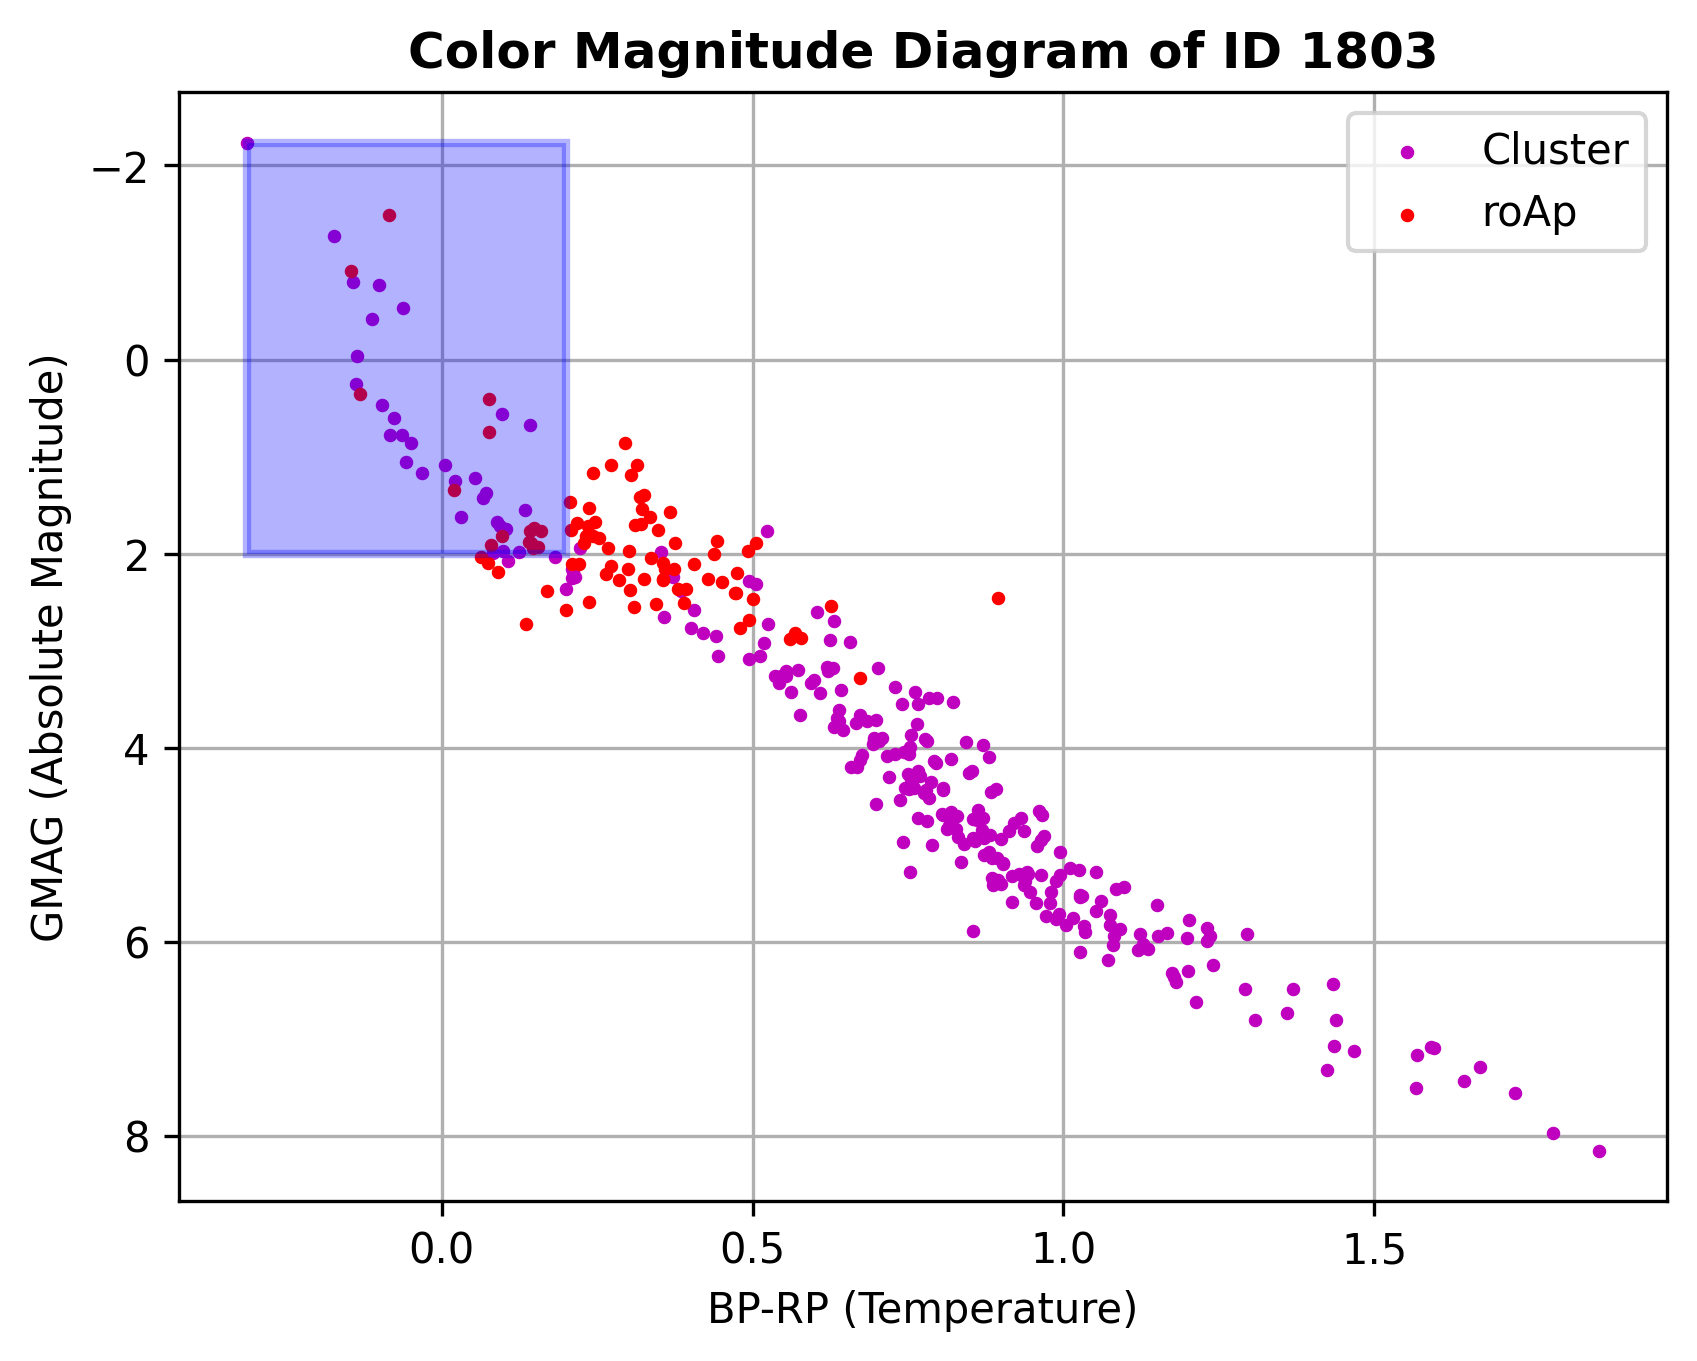 Color Magnitude Diagram of ID 1803
Cluster
roAp
−2
0
2
4
6
8
GMAG (Absolute Magnitude)
0.0 0.5 1.0 1.5
BP-RP (Temperature)